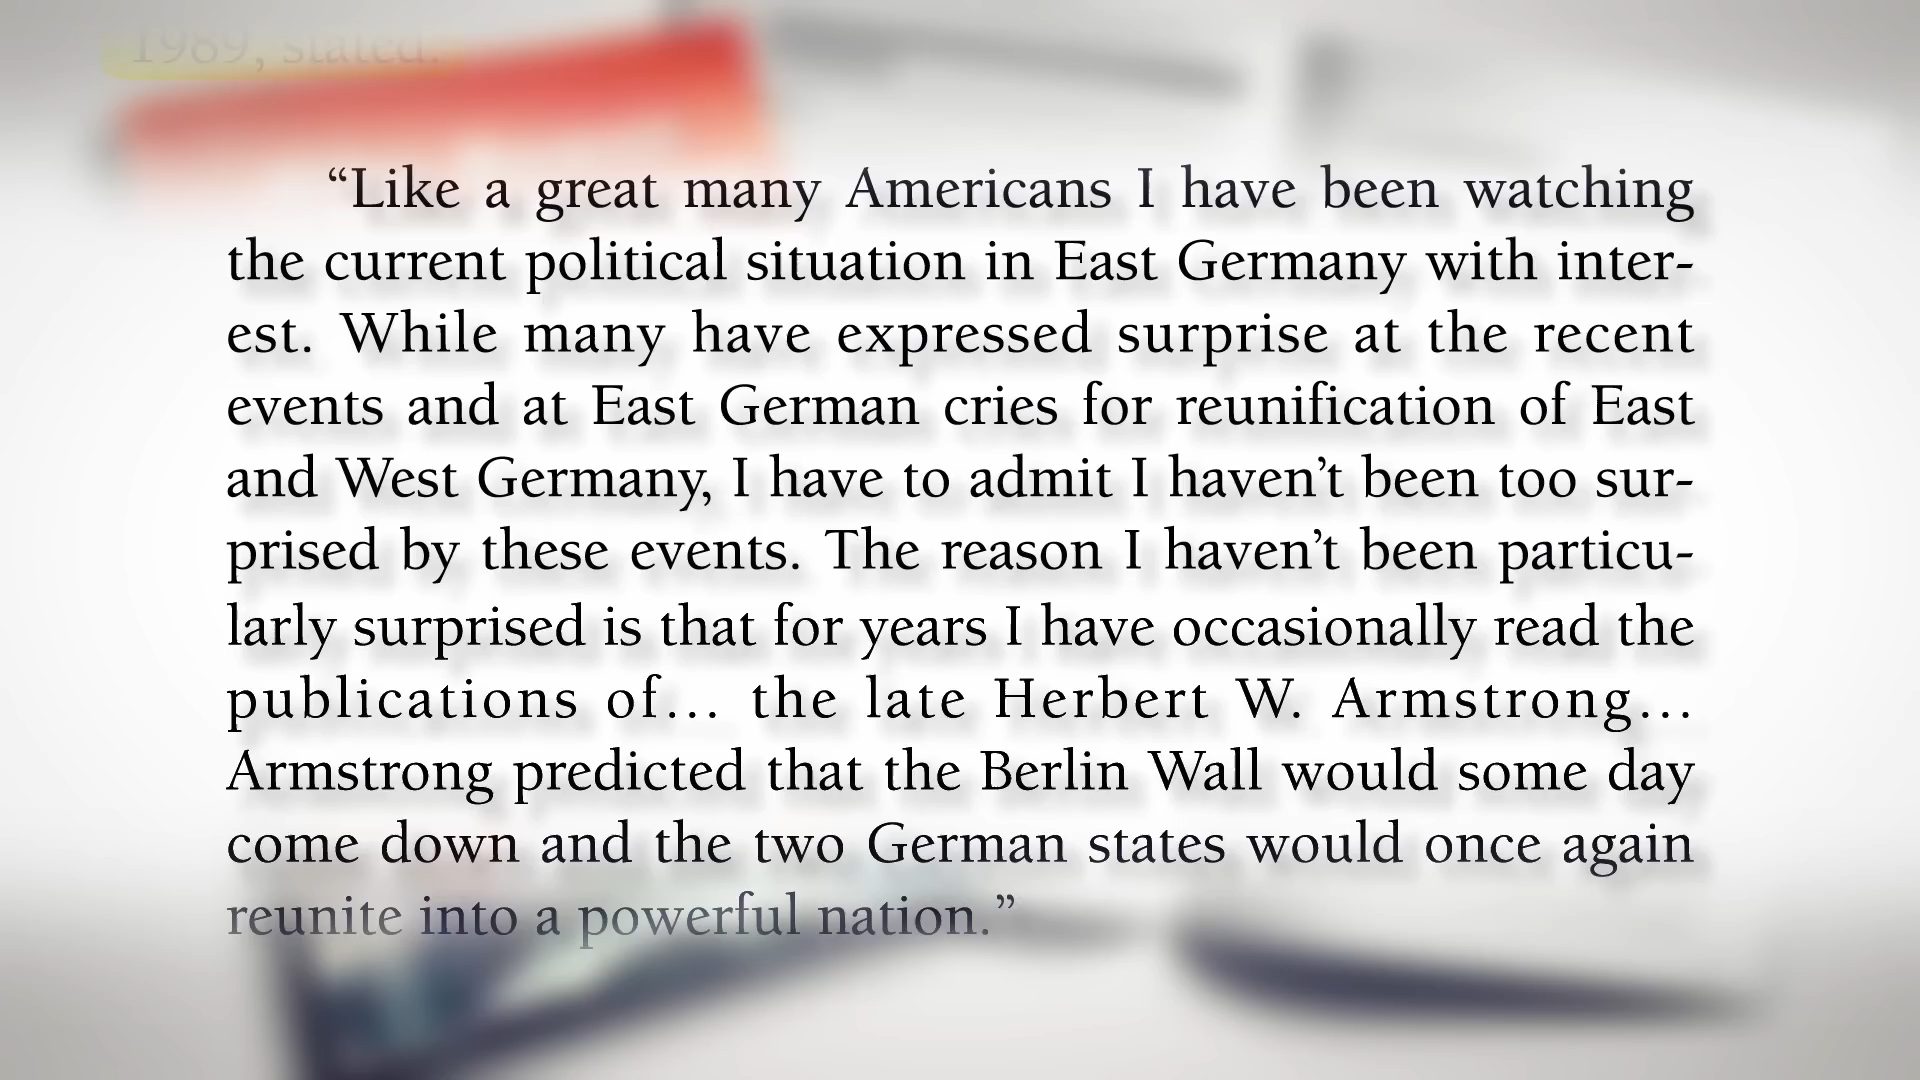 1989, stated:
“Like a great many Americans I have been watching
the current political situation in East Germany with inter-
est. While many have expressed surprise at the recent
events and at East German cries for reunification of East
and West Germany, I have to admit I haven’t been too sur-
prised by these events. The reason I haven’t been particu-
larly surprised is that for years I have occasionally read the
publications of… the late Herbert W. Armstrong…
Armstrong predicted that the Berlin Wall would some day
come down and the two German states would once again
reunite into a powerful nation.”